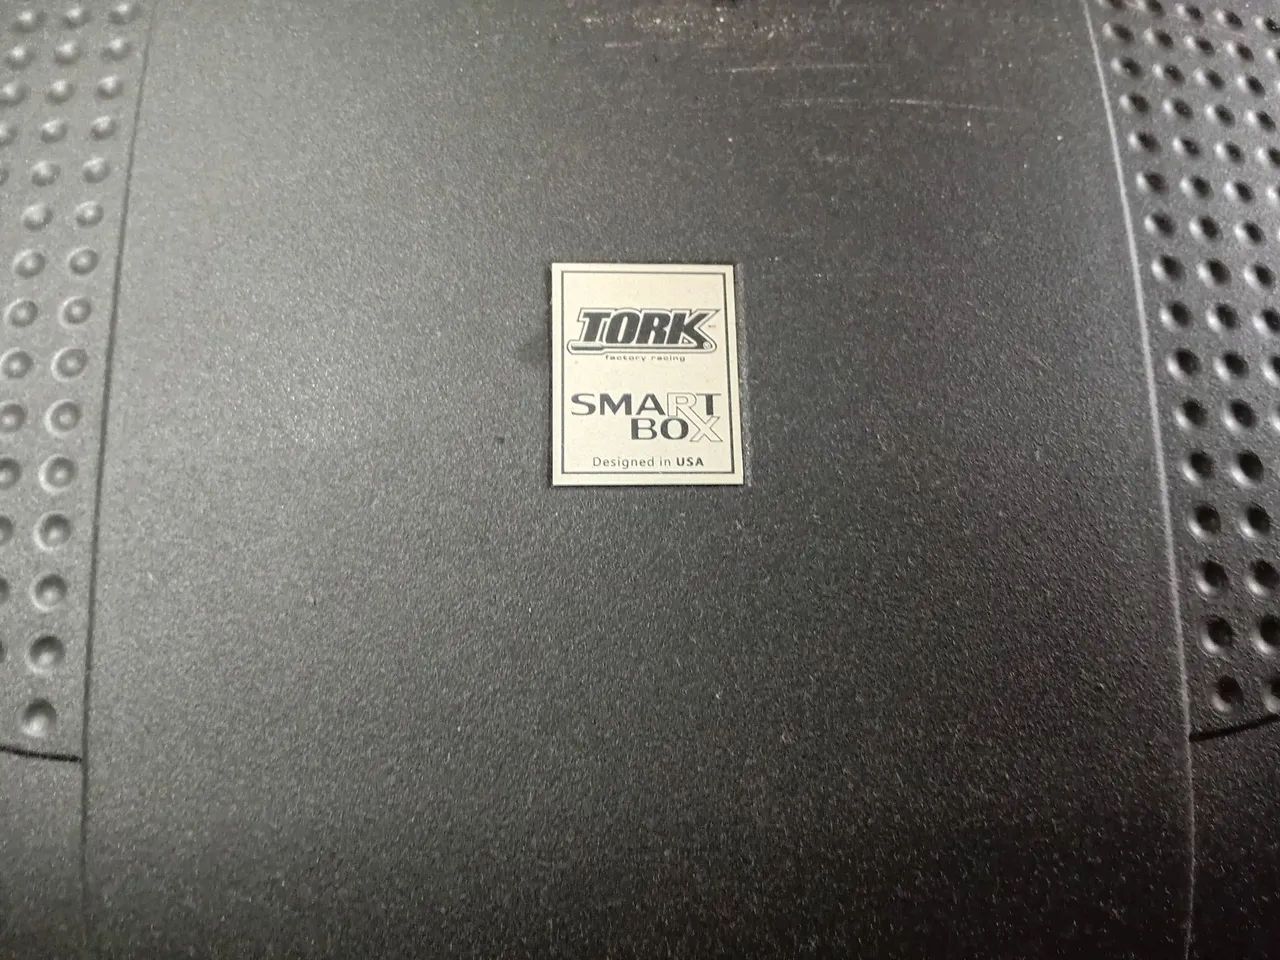 TORK
factory racing
SMART
BOX
Designed in USA